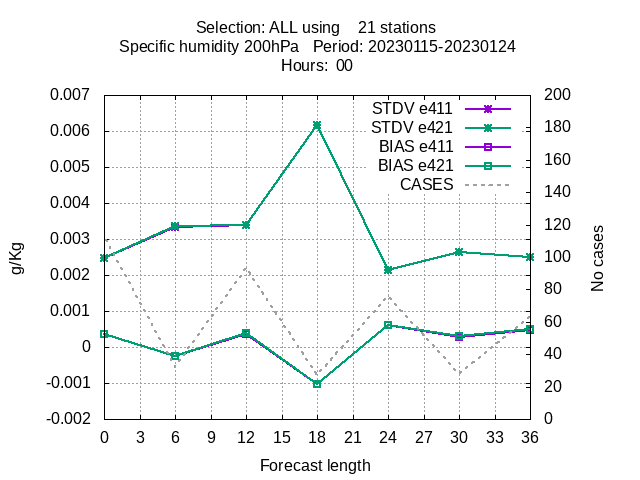 Selection: ALL using    21 stations
Specific humidity 200hPa   Period: 20230115-20230124
Hours:  00
STDV e411
STDV e421
BIAS e411
BIAS e421
CASES
0.007
0.006
0.005
0.004
0.003
0.002
0.001
0
-0.001
-0.002
g/Kg
200
180
160
140
120
100
80
60
40
20
0
No cases
0 3 6 9 12 15 18 21 24 27 30 33 36
Forecast length